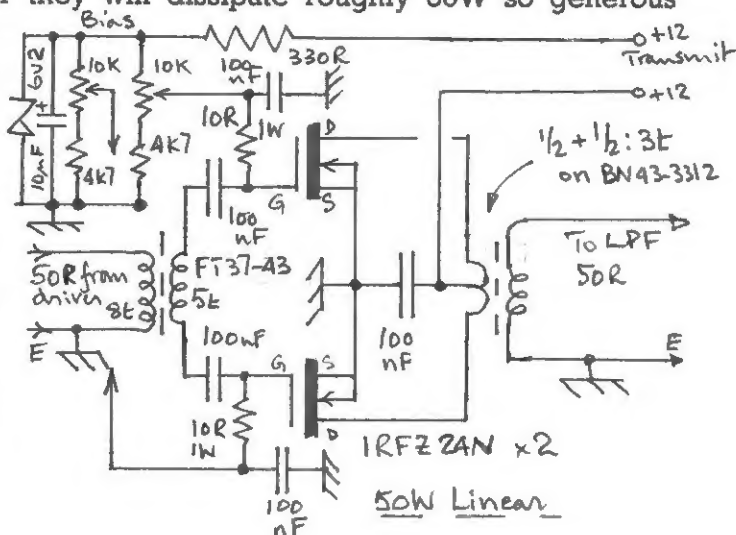 they will dissipate roughly 60W so generous
Bias
+12
Transmit
+12
6V2
10K
10K
100
nF
330R
10R
1W
10µF
4K7
4K7
D
S
G
100
nF
½ + ½ : 3t
on BN43-3312
To LPF
50R
50R from
driver
8t
FT37-43
5t
E
100nF
100
nF
E
G
S
D
10R
1W
IRFZ24N x2
100
nF
50W Linear